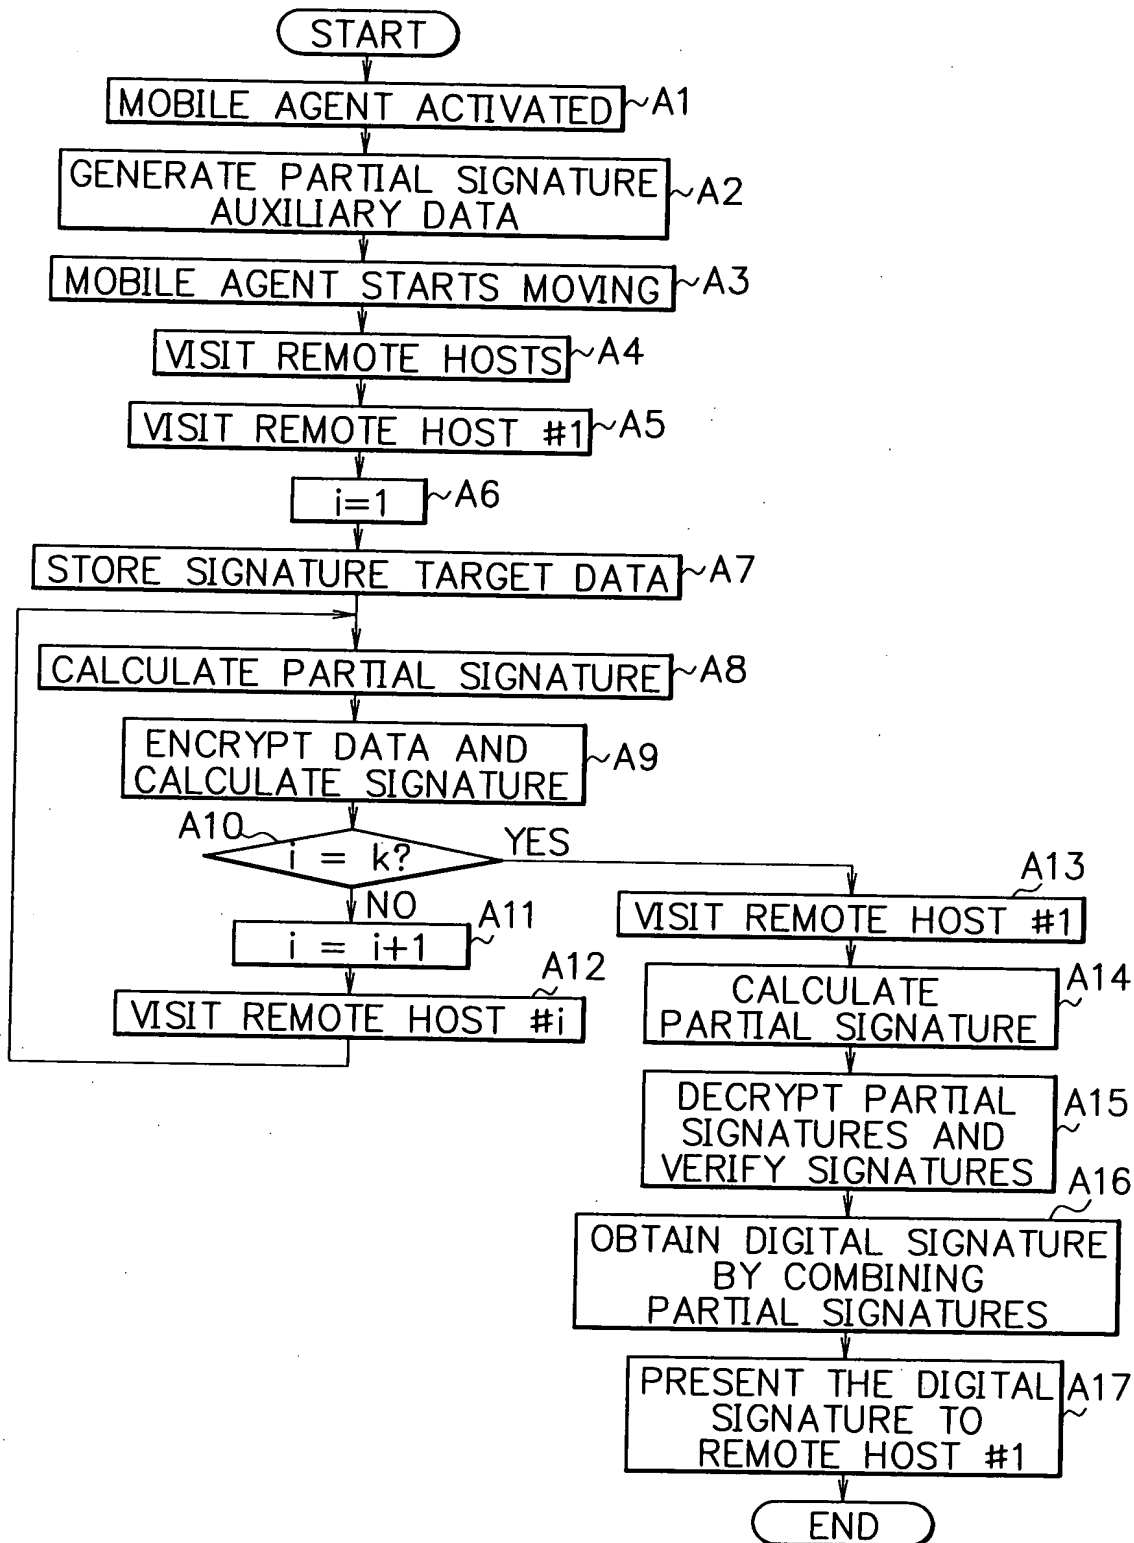 START
MOBILE AGENT ACTIVATED
A1
GENERATE PARTIAL SIGNATURE
AUXILIARY DATA
A2
MOBILE AGENT STARTS MOVING
A3
VISIT REMOTE HOSTS
A4
VISIT REMOTE HOST #1
A5
i=1
A6
STORE SIGNATURE TARGET DATA
A7
CALCULATE PARTIAL SIGNATURE
A8
ENCRYPT DATA AND
CALCULATE SIGNATURE
A9
A10
i = k?
YES
NO
i = i+1
A11
VISIT REMOTE HOST #i
A12
A13
VISIT REMOTE HOST #1
CALCULATE
PARTIAL SIGNATURE
A14
DECRYPT PARTIAL
SIGNATURES AND
VERIFY SIGNATURES
A15
A16
OBTAIN DIGITAL SIGNATURE
BY COMBINING
PARTIAL SIGNATURES
PRESENT THE DIGITAL
SIGNATURE TO
REMOTE HOST #1
A17
END